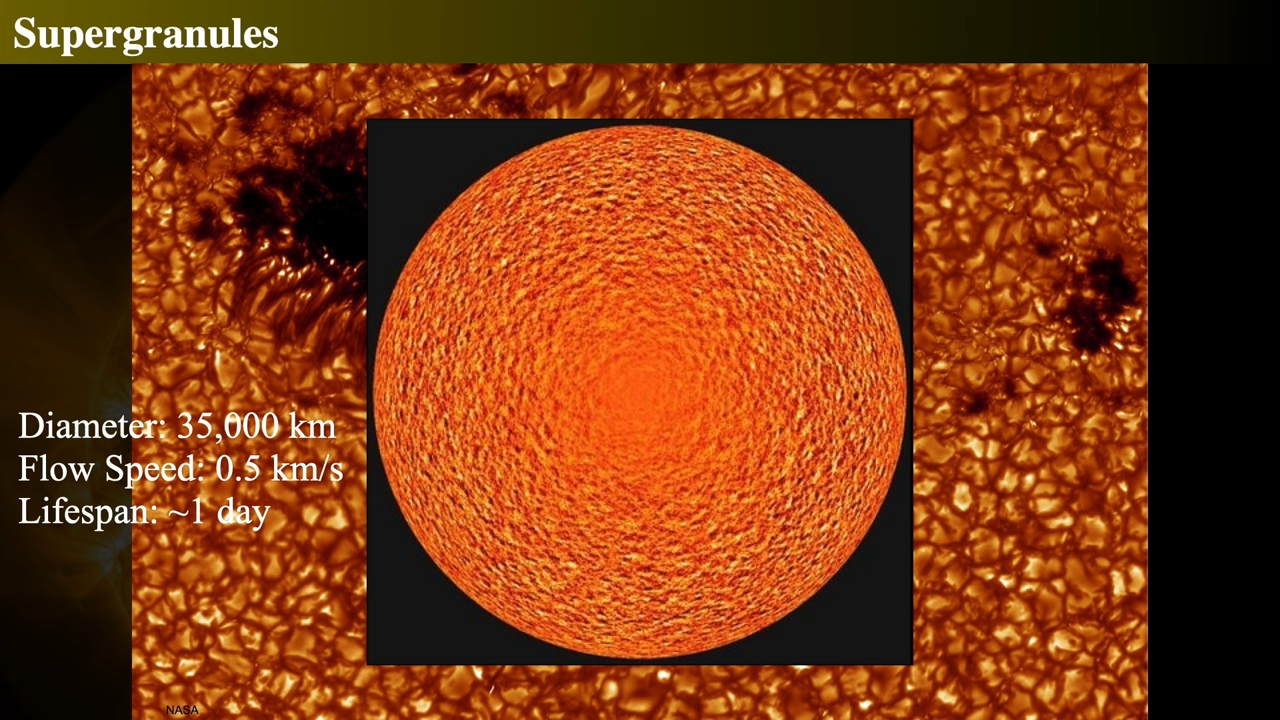 Supergranules
Diameter: 35,000 km
Flow Speed: 0.5 km/s
Lifespan: ~1 day
NASA